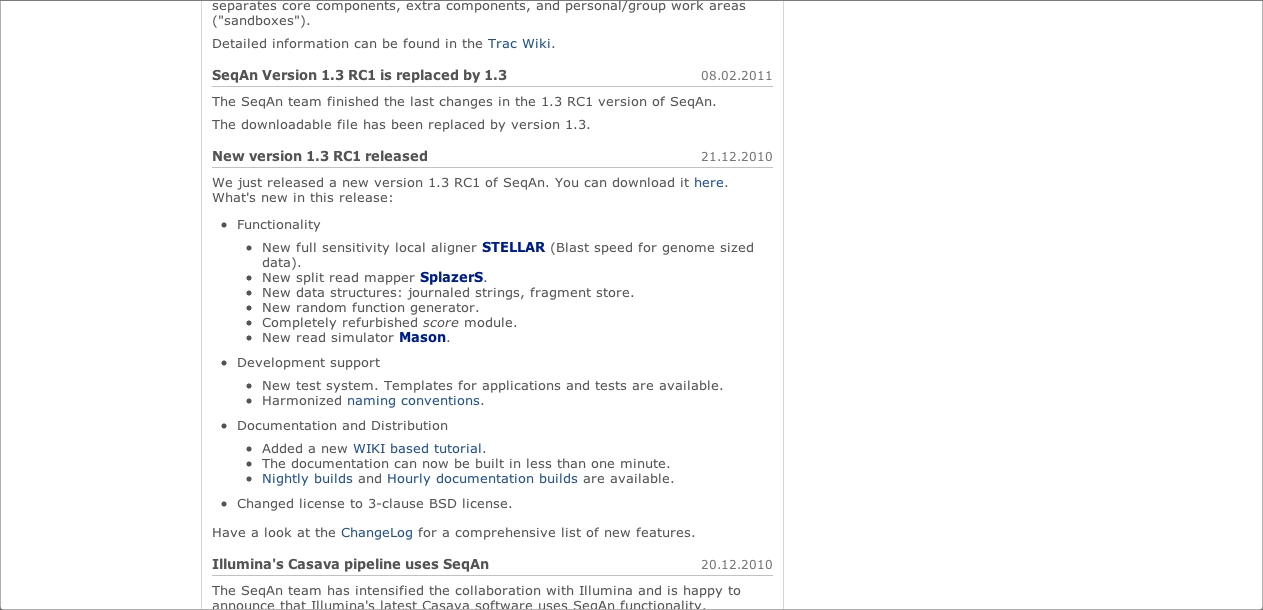 separates core components, extra components, and personal/group work areas
("sandboxes").
Detailed information can be found in the Trac Wiki.
SeqAn Version 1.3 RC1 is replaced by 1.3 08.02.2011
The SeqAn team finished the last changes in the 1.3 RC1 version of SeqAn.
The downloadable file has been replaced by version 1.3.
New version 1.3 RC1 released 21.12.2010
We just released a new version 1.3 RC1 of SeqAn. You can download it here.
What's new in this release:
• Functionality
• New full sensitivity local aligner STELLAR (Blast speed for genome sized
data).
• New split read mapper SplazerS.
• New data structures: journaled strings, fragment store.
• New random function generator.
• Completely refurbished score module.
• New read simulator Mason.
• Development support
• New test system. Templates for applications and tests are available.
• Harmonized naming conventions.
• Documentation and Distribution
• Added a new WIKI based tutorial.
• The documentation can now be built in less than one minute.
• Nightly builds and Hourly documentation builds are available.
• Changed license to 3-clause BSD license.
Have a look at the ChangeLog for a comprehensive list of new features.
Illumina's Casava pipeline uses SeqAn 20.12.2010
The SeqAn team has intensified the collaboration with Illumina and is happy to
announce that Illumina's latest Casava software uses SeqAn functionality.